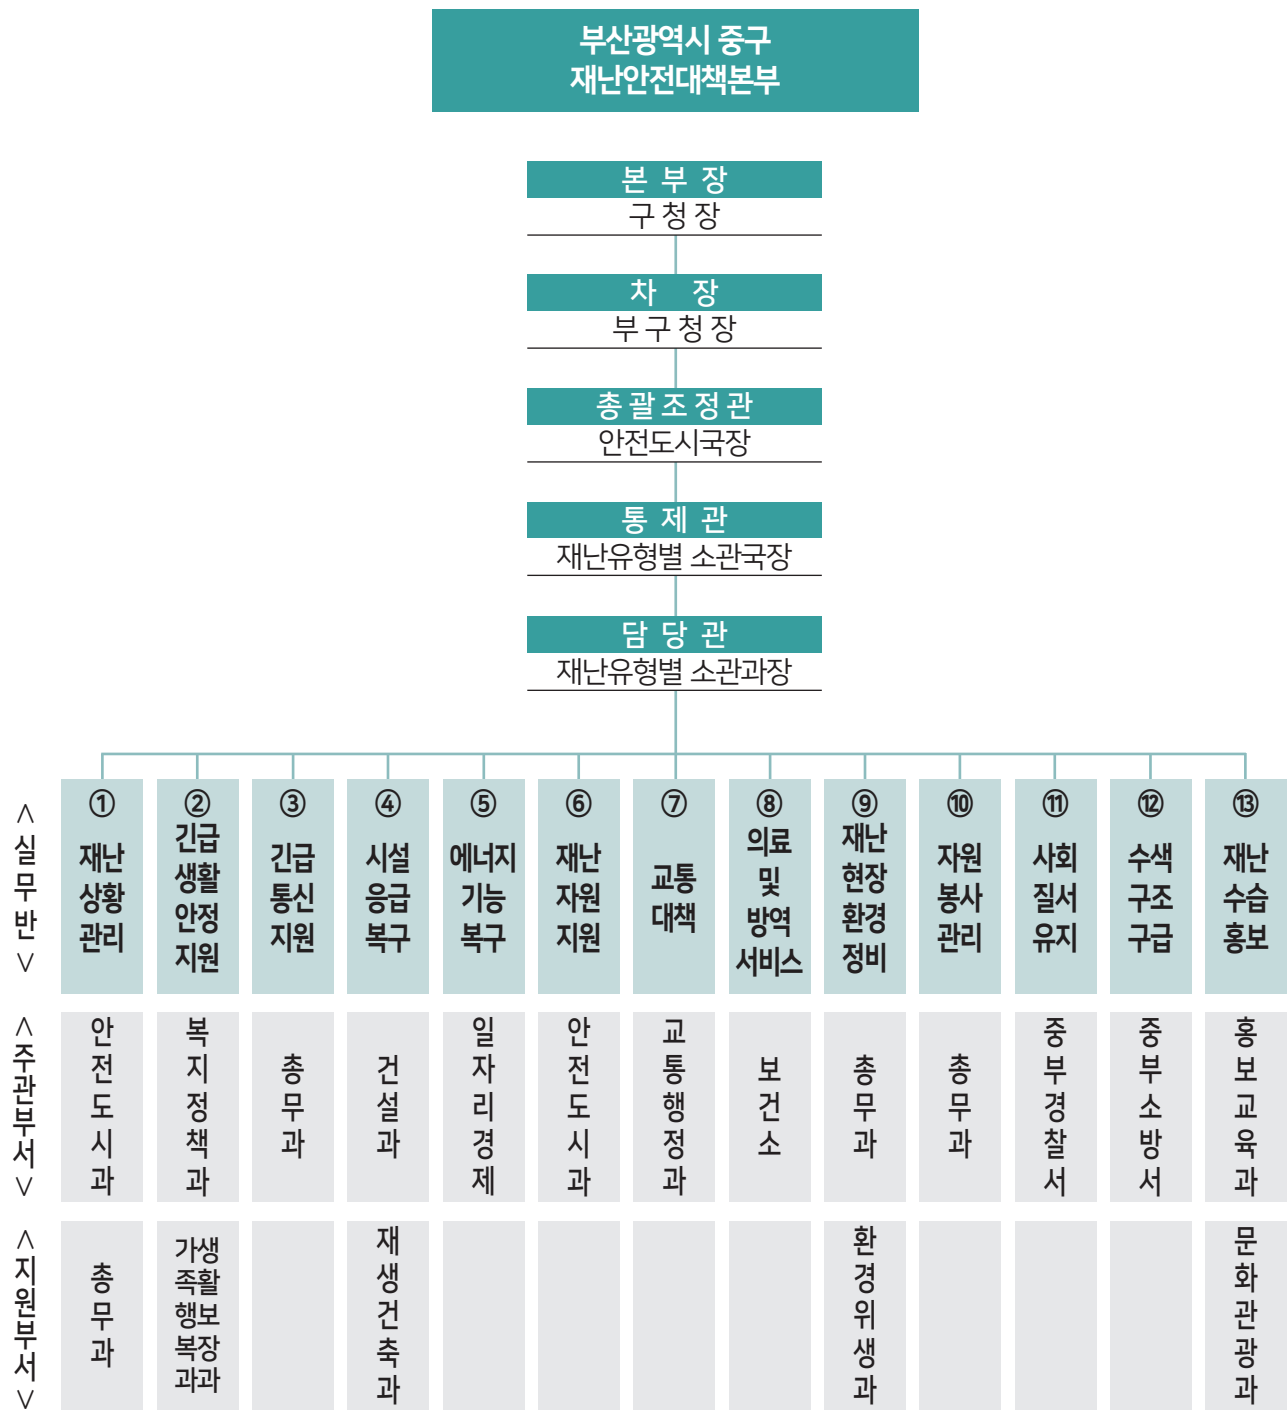 부산광역시 중구
재난안전대책본부
본 부 장
구 청 장
차 장
부 구 청 장
총 괄 조 정 관
안전도시국장
통 제 관
재난유형별 소관국장
담 당 관
재난유형별 소관과장
<실무반>
①
재난
상황
관리
②
긴급
생활
안정
지원
③
긴급
통신
지원
④
시설
응급
복구
⑤
에너지
기능
복구
⑥
재난
자원
지원
⑦
교통
대책
⑧
의료
및
방역
서비스
⑨
재난
현장
환경
정비
⑩
자원
봉사
관리
⑪
사회
질서
유지
⑫
수색
구조
구급
⑬
재난
수습
홍보
<주관부서>
안전도시과
복지정책과
총무과
건설과
일자리경제
안전도시과
교통행정과
보건소
총무과
총무과
중부경찰서
중부소방서
홍보교육과
<지원부서>
총무과
가족행복과
생활보장과
재생건축과
환경위생과
문화관광과